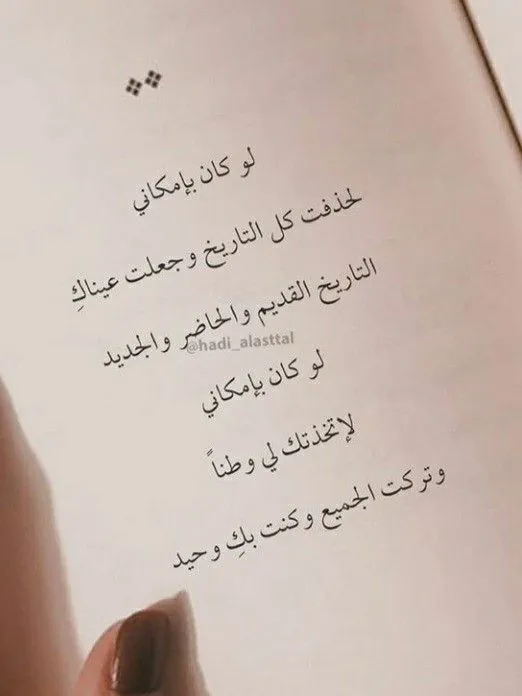 لو كان بإمكاني
لحذفت كل التاريخ وجعلت عيناكِ
التاريخ القديم والحاضر والجديد
@hadi_alasttal
لو كان بإمكاني
لإتخذتك لي وطناً
وتركت الجميع وكنت بكِ وحيد